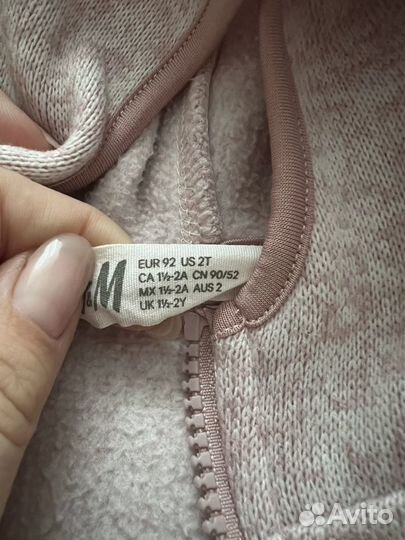 &M
EUR 92 US 2T
CA 1½-2A CN 90/52
MX 1½-2A AUS 2
UK 1½-2Y
Avito